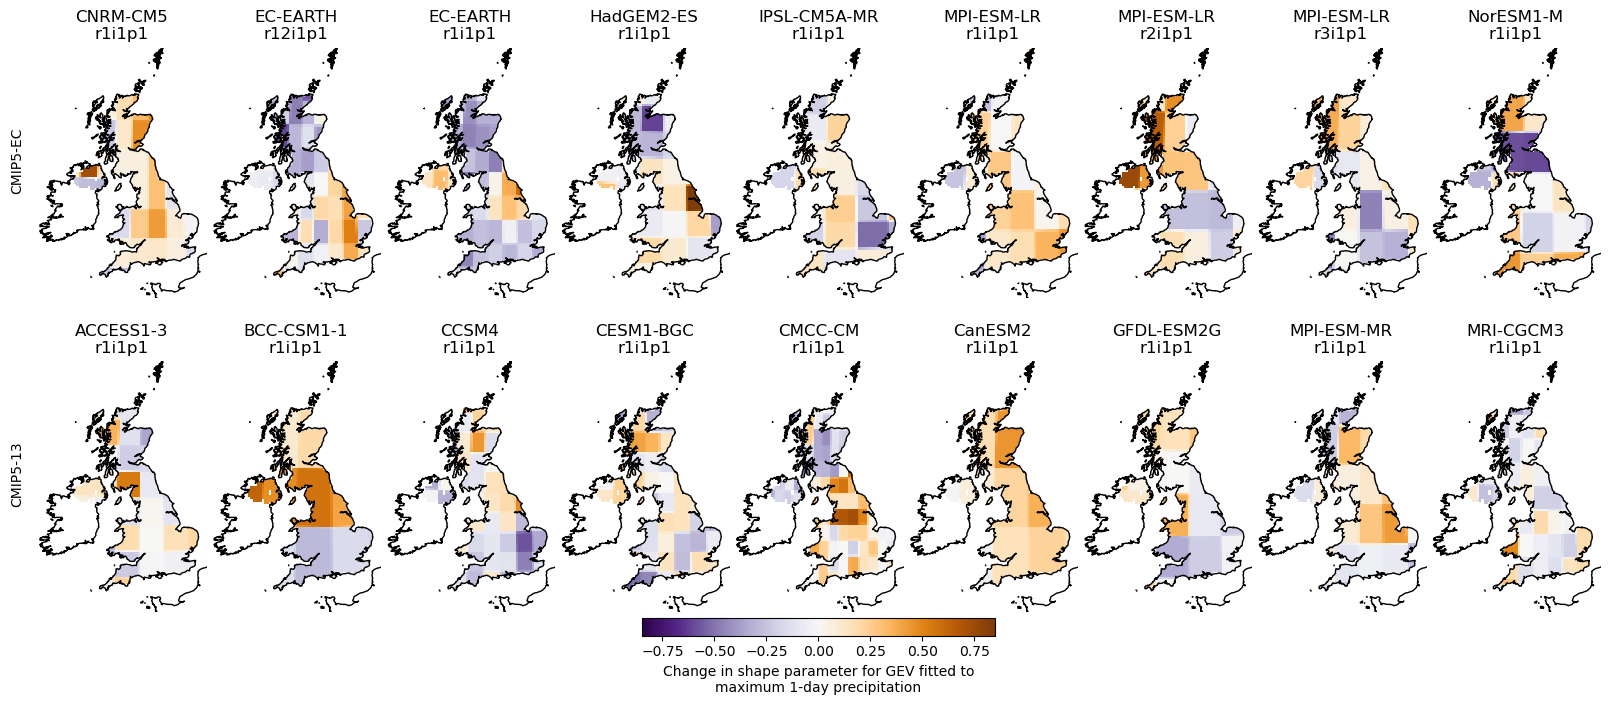 CNRM-CM5
r1i1p1
EC-EARTH
r12i1p1
EC-EARTH
r1i1p1
HadGEM2-ES
r1i1p1
IPSL-CM5A-MR
r1i1p1
MPI-ESM-LR
r1i1p1
MPI-ESM-LR
r2i1p1
MPI-ESM-LR
r3i1p1
NorESM1-M
r1i1p1
CMIP5-EC
ACCESS1-3
r1i1p1
BCC-CSM1-1
r1i1p1
CCSM4
r1i1p1
CESM1-BGC
r1i1p1
CMCC-CM
r1i1p1
CanESM2
r1i1p1
GFDL-ESM2G
r1i1p1
MPI-ESM-MR
r1i1p1
MRI-CGCM3
r1i1p1
CMIP5-13
−0.75 −0.50 −0.25 0.00 0.25 0.50 0.75
Change in shape parameter for GEV fitted to
maximum 1-day precipitation